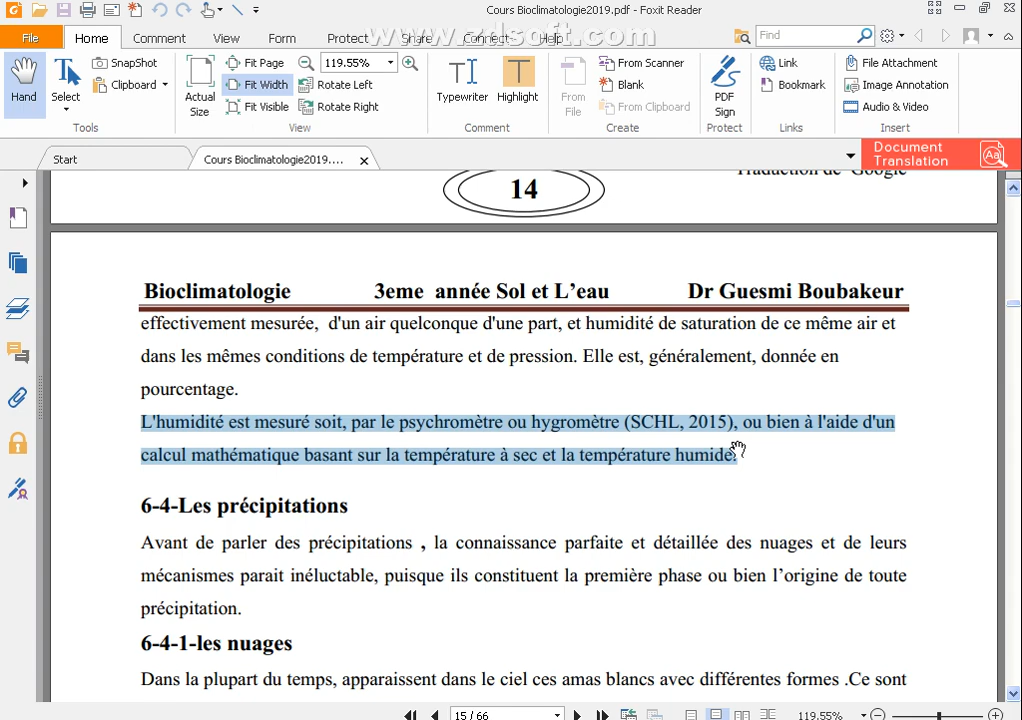 Cours Bioclimatologie2019.pdf - Foxit Reader
File Home Comment View Form Protect Share Connect Help Find
www.zdsoft.com
Hand Select SnapShot Clipboard Actual Size Fit Page Fit Width Fit Visible 119.55% Rotate Left Rotate Right Typewriter Highlight From File From Scanner Blank From Clipboard PDF Sign Link Bookmark File Attachment Image Annotation Audio & Video
Tools View Comment Create Protect Links Insert
Start Cours Bioclimatologie2019.... Document Translation
Traduction de Google
14
Bioclimatologie 3eme année Sol et L'eau Dr Guesmi Boubakeur
effectivement mesurée, d'un air quelconque d'une part, et humidité de saturation de ce même air et
dans les mêmes conditions de température et de pression. Elle est, généralement, donnée en
pourcentage.
L'humidité est mesuré soit, par le psychromètre ou hygromètre (SCHL, 2015), ou bien à l'aide d'un
calcul mathématique basant sur la température à sec et la température humide.
6-4-Les précipitations
Avant de parler des précipitations , la connaissance parfaite et détaillée des nuages et de leurs
mécanismes parait inéluctable, puisque ils constituent la première phase ou bien l’origine de toute
précipitation.
6-4-1-les nuages
Dans la plupart du temps, apparaissent dans le ciel ces amas blancs avec différentes formes .Ce sont
15 / 66 119.55%